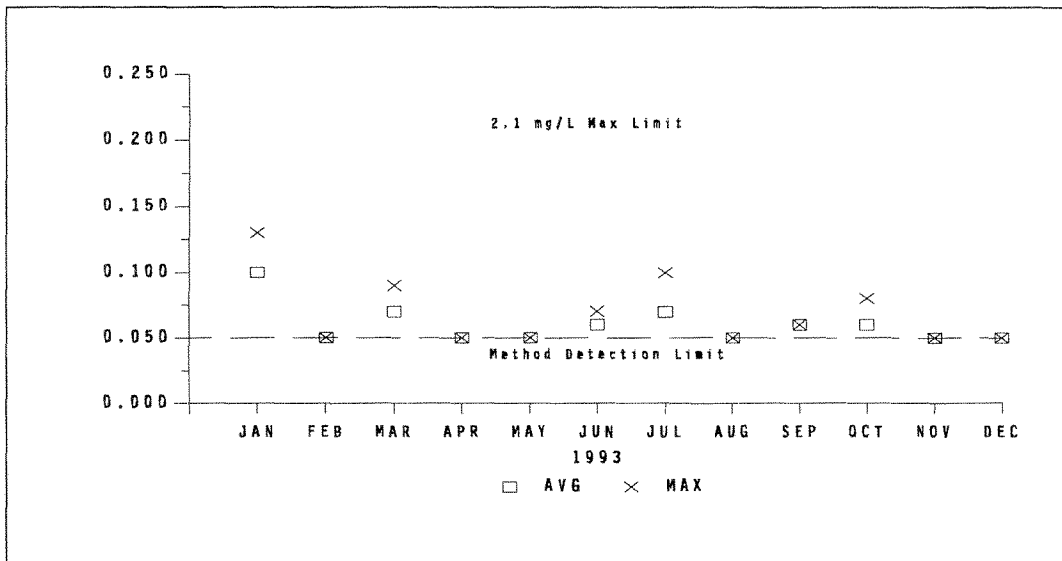 0.250
2.1 mg/L Max Limit
0.200
0.150
0.100
0.050
Method Detection Limit
0.000
JAN FEB MAR APR MAY JUN JUL AUG SEP OCT NOV DEC
1993
AVG MAX